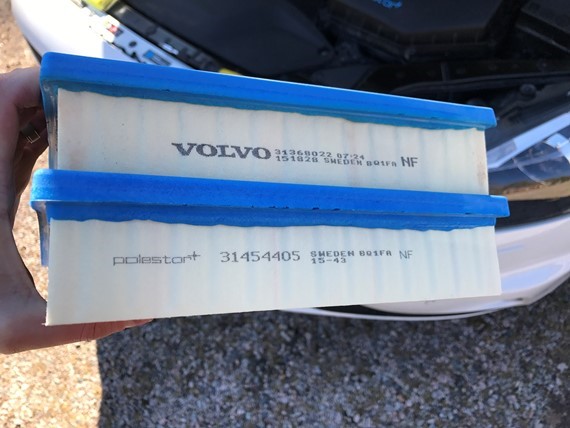 VOLVO 31368022 07:24 NF
151828 SWEDEN BQ1FA
polestar 31454405 SWEDEN BQ1FA NF
15-43